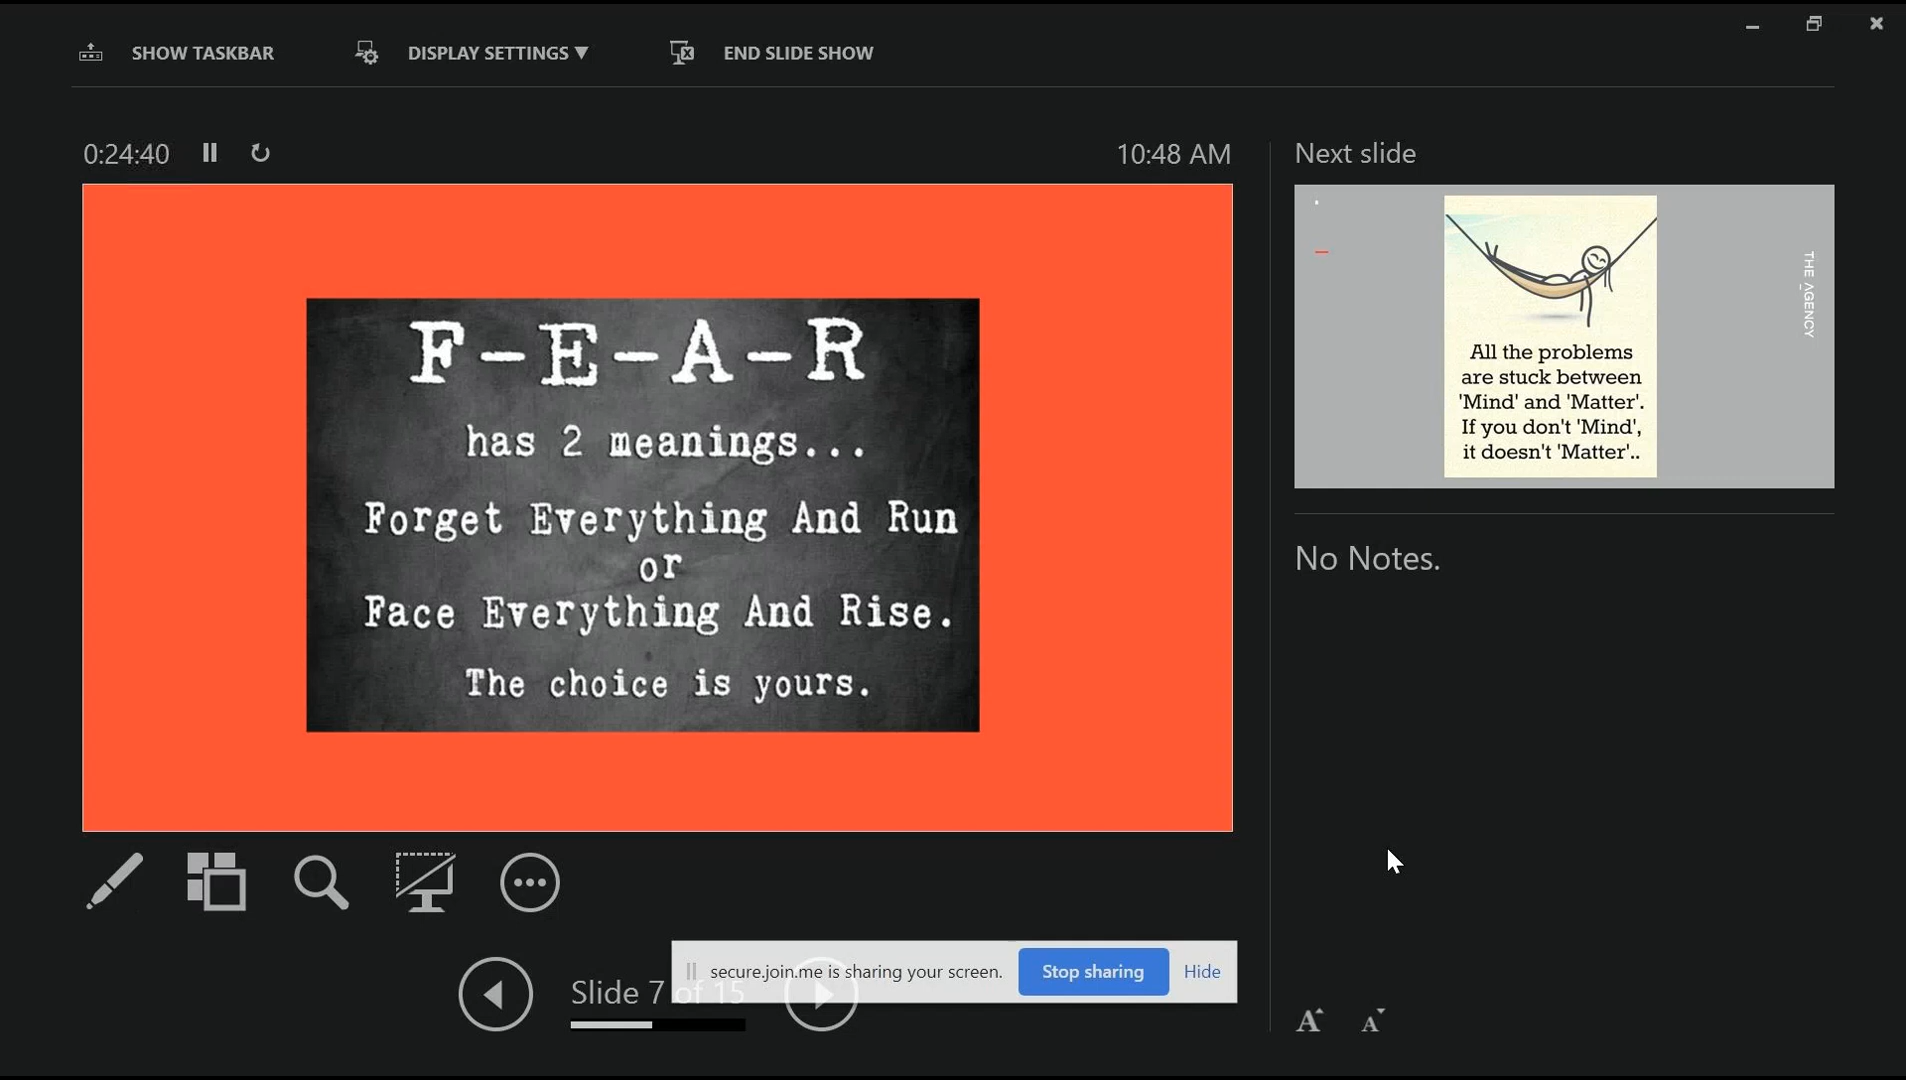 SHOW TASKBAR
DISPLAY SETTINGS ▼
END SLIDE SHOW
0:24:40
10:48 AM
F-E-A-R
has 2 meanings...
Forget Everything And Run
or
Face Everything And Rise.
The choice is yours.
Next slide
All the problems
are stuck between
'Mind' and 'Matter'.
If you don't 'Mind',
it doesn't 'Matter'..
THE AGENCY
No Notes.
secure.join.me is sharing your screen.
Stop sharing
Hide
Slide 7 of 15
A
A